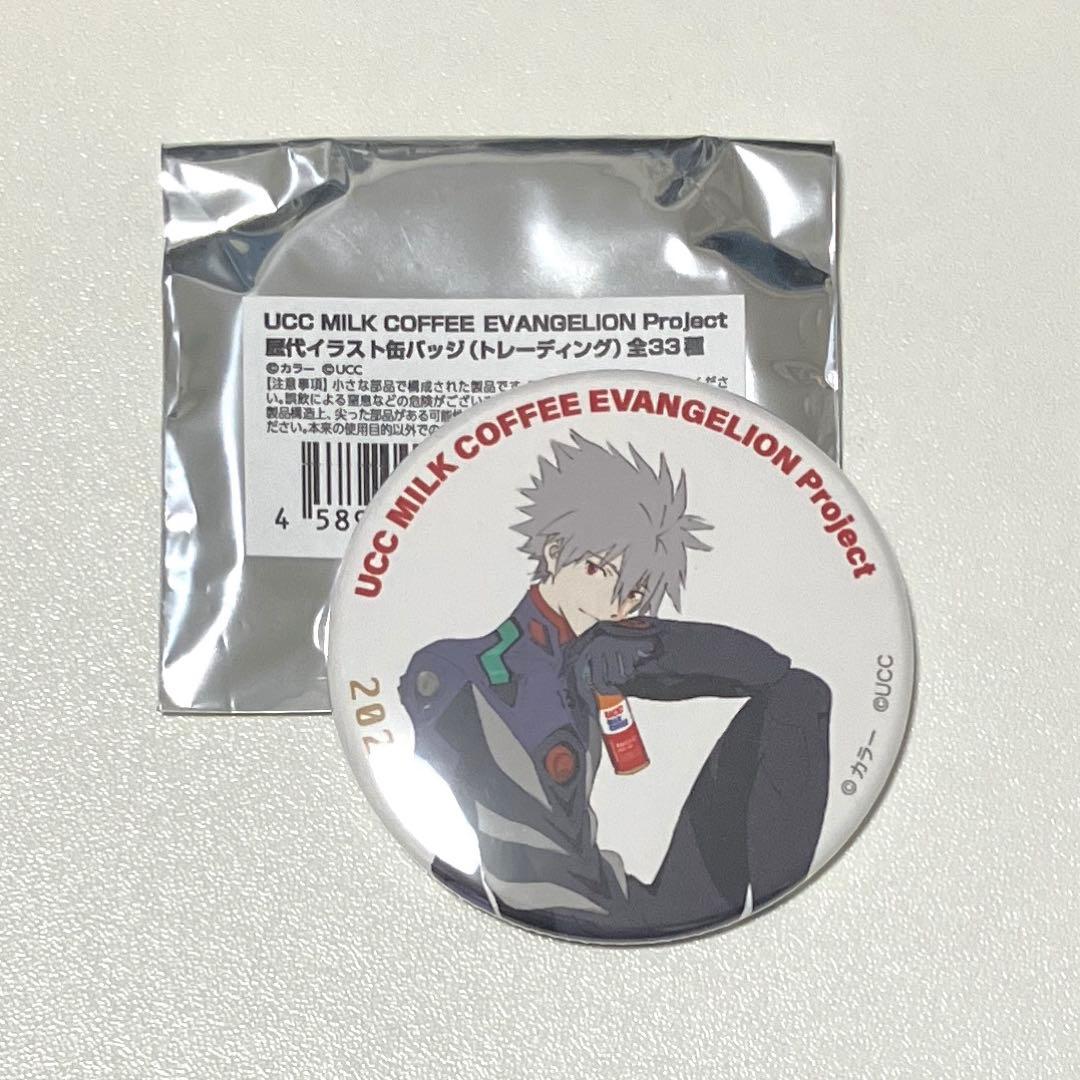 UCC MILK COFFEE EVANGELION Project
歴代イラスト缶バッジ(トレーディング)全33種
©カラー ©UCC
【注意事項】小さな部品で構成された製品です
ださ
い。誤飲による窒息などの危険がござい
製品構造上、尖った部品がある可能性
ださい。本来の使用目的以外での
4 589
UCC MILK COFFEE EVANGELION Project
202
UCC
©カラー ©UCC